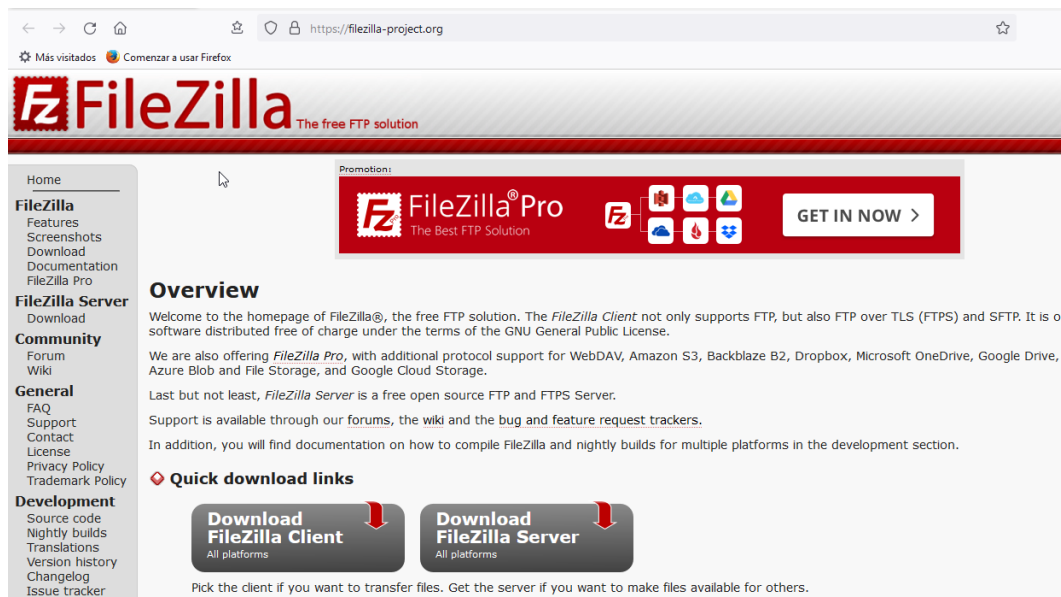 https://filezilla-project.org
Más visitados Comenzar a usar Firefox
Fz FileZilla The free FTP solution
Home
FileZilla
Features
Screenshots
Download
Documentation
FileZilla Pro
FileZilla Server
Download
Community
Forum
Wiki
General
FAQ
Support
Contact
License
Privacy Policy
Trademark Policy
Development
Source code
Nightly builds
Translations
Version history
Changelog
Issue tracker
Promotion:
Fz FileZilla® Pro
The Best FTP Solution
Fz
GET IN NOW >
Overview
Welcome to the homepage of FileZilla®, the free FTP solution. The FileZilla Client not only supports FTP, but also FTP over TLS (FTPS) and SFTP. It is o
software distributed free of charge under the terms of the GNU General Public License.
We are also offering FileZilla Pro, with additional protocol support for WebDAV, Amazon S3, Backblaze B2, Dropbox, Microsoft OneDrive, Google Drive,
Azure Blob and File Storage, and Google Cloud Storage.
Last but not least, FileZilla Server is a free open source FTP and FTPS Server.
Support is available through our forums, the wiki and the bug and feature request trackers.
In addition, you will find documentation on how to compile FileZilla and nightly builds for multiple platforms in the development section.
Quick download links
Download
FileZilla Client
All platforms
Download
FileZilla Server
All platforms
Pick the client if you want to transfer files. Get the server if you want to make files available for others.